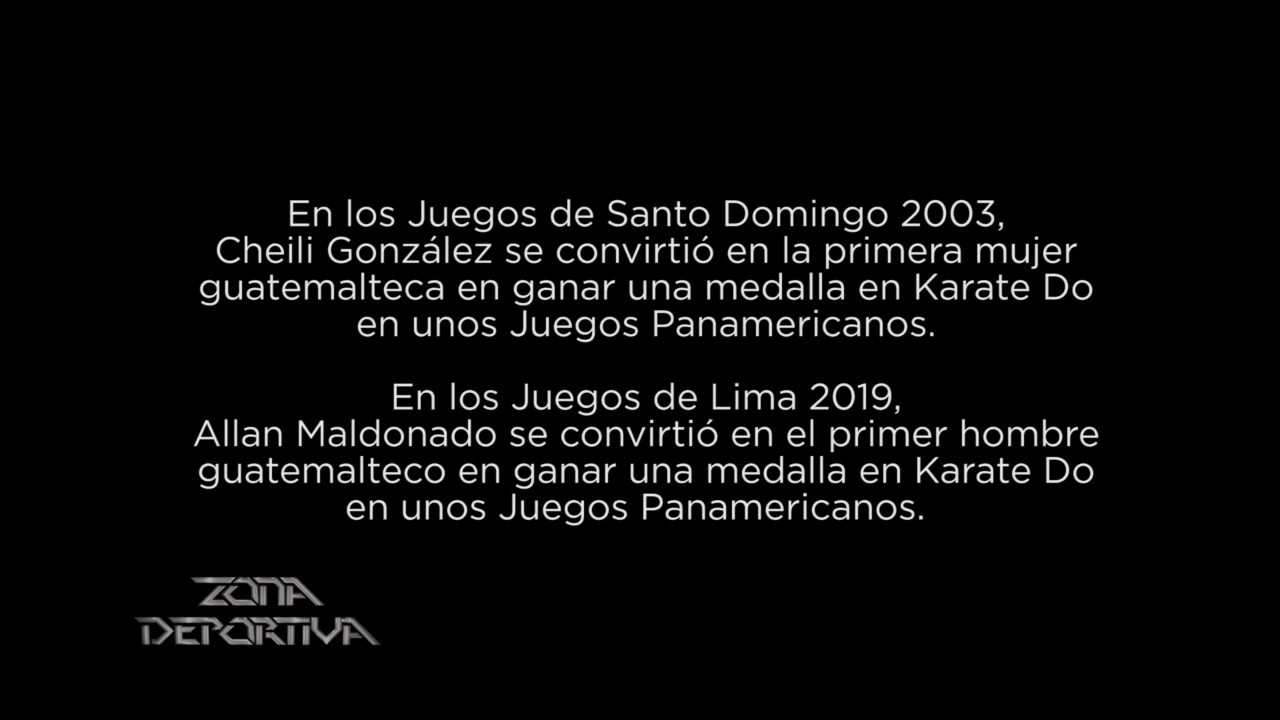 En los Juegos de Santo Domingo 2003,
Cheili González se convirtió en la primera mujer
guatemalteca en ganar una medalla en Karate Do
en unos Juegos Panamericanos.
En los Juegos de Lima 2019,
Allan Maldonado se convirtió en el primer hombre
guatemalteco en ganar una medalla en Karate Do
en unos Juegos Panamericanos.
ZONA
DEPORTIVA